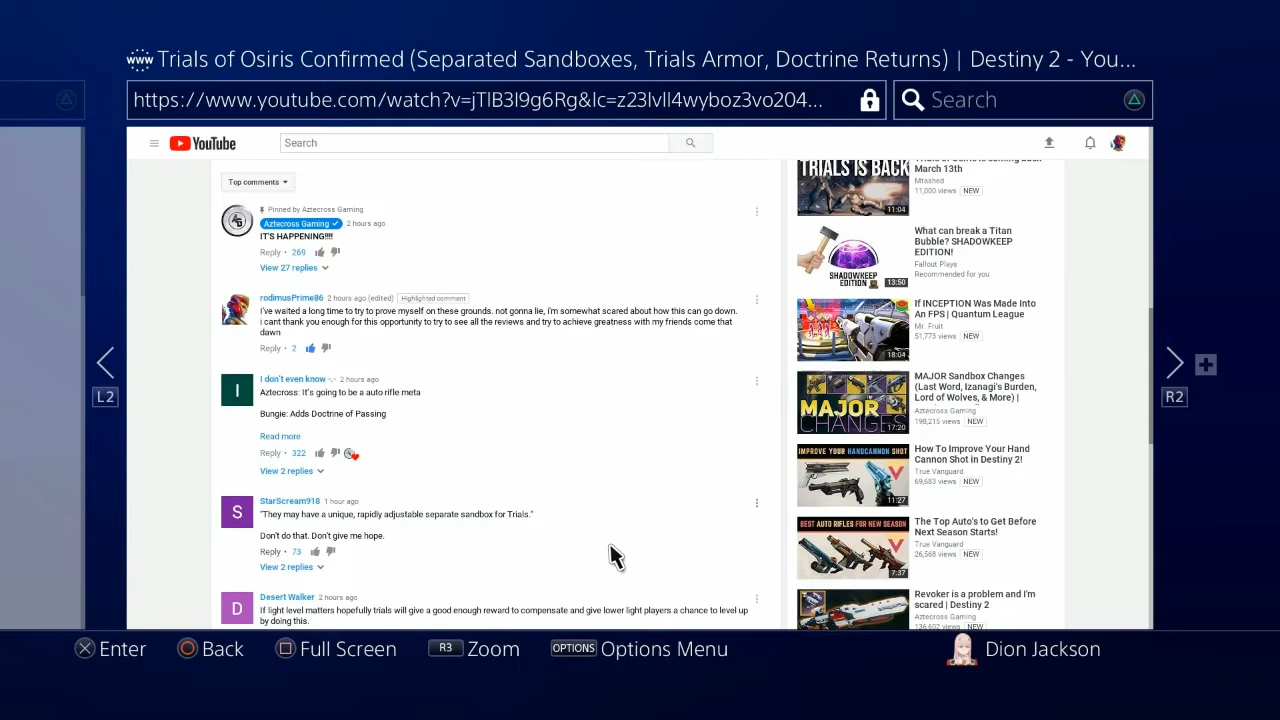 Trials of Osiris Confirmed (Separated Sandboxes, Trials Armor, Doctrine Returns) | Destiny 2 - You...
https://www.youtube.com/watch?v=jTlB3l9g6Rg&lc=z23lvll4wyboz3vo204...
Search
YouTube
Search
Top comments
Pinned by Aztecross Gaming
Aztecross Gaming 2 hours ago
IT'S HAPPENING!!!!
Reply • 269
View 27 replies
rodimusPrime86 2 hours ago (edited) Highlighted comment
I've waited a long time to try to prove myself on these grounds. not gonna lie, I'm somewhat scared about how this can go down.
i cant thank you enough for this opportunity to try to see all the reviews and try to achieve greatness with my friends come that
dawn
Reply • 2
I
I don't even know -.- 2 hours ago
Aztecross: It's going to be a auto rifle meta
Bungie: Adds Doctrine of Passing
Read more
Reply • 322
View 2 replies
S
StarScream918 1 hour ago
"They may have a unique, rapidly adjustable separate sandbox for Trials."
Don't do that. Don't give me hope.
Reply • 73
View 2 replies
D
Desert Walker 2 hours ago
If light level matters hopefully trials will give a good enough reward to compensate and give lower light players a chance to level up
by doing this.
TRIALS IS BACK
11:04
Trials of Osiris is coming back
March 13th
Mtashed
11,000 views NEW
SHADOWKEEP
EDITION!
13:50
What can break a Titan
Bubble? SHADOWKEEP
EDITION!
Fallout Plays
Recommended for you
18:04
If INCEPTION Was Made Into
An FPS | Quantum League
Mr. Fruit
51,773 views NEW
MAJOR
CHANGES
17:20
MAJOR Sandbox Changes
(Last Word, Izanagi's Burden,
Lord of Wolves, & More) |
Aztecross Gaming
198,215 views NEW
IMPROVE YOUR HANDCANNON SHOT
11:27
How To Improve Your Hand
Cannon Shot in Destiny 2!
True Vanguard
69,683 views NEW
BEST AUTO RIFLES FOR NEW SEASON
7:37
The Top Auto's to Get Before
Next Season Starts!
True Vanguard
26,568 views NEW
Revoker is a problem and I'm
scared | Destiny 2
Aztecross Gaming
136,602 views NEW
L2
R2
Enter
Back
Full Screen
R3 Zoom
OPTIONS Options Menu
Dion Jackson